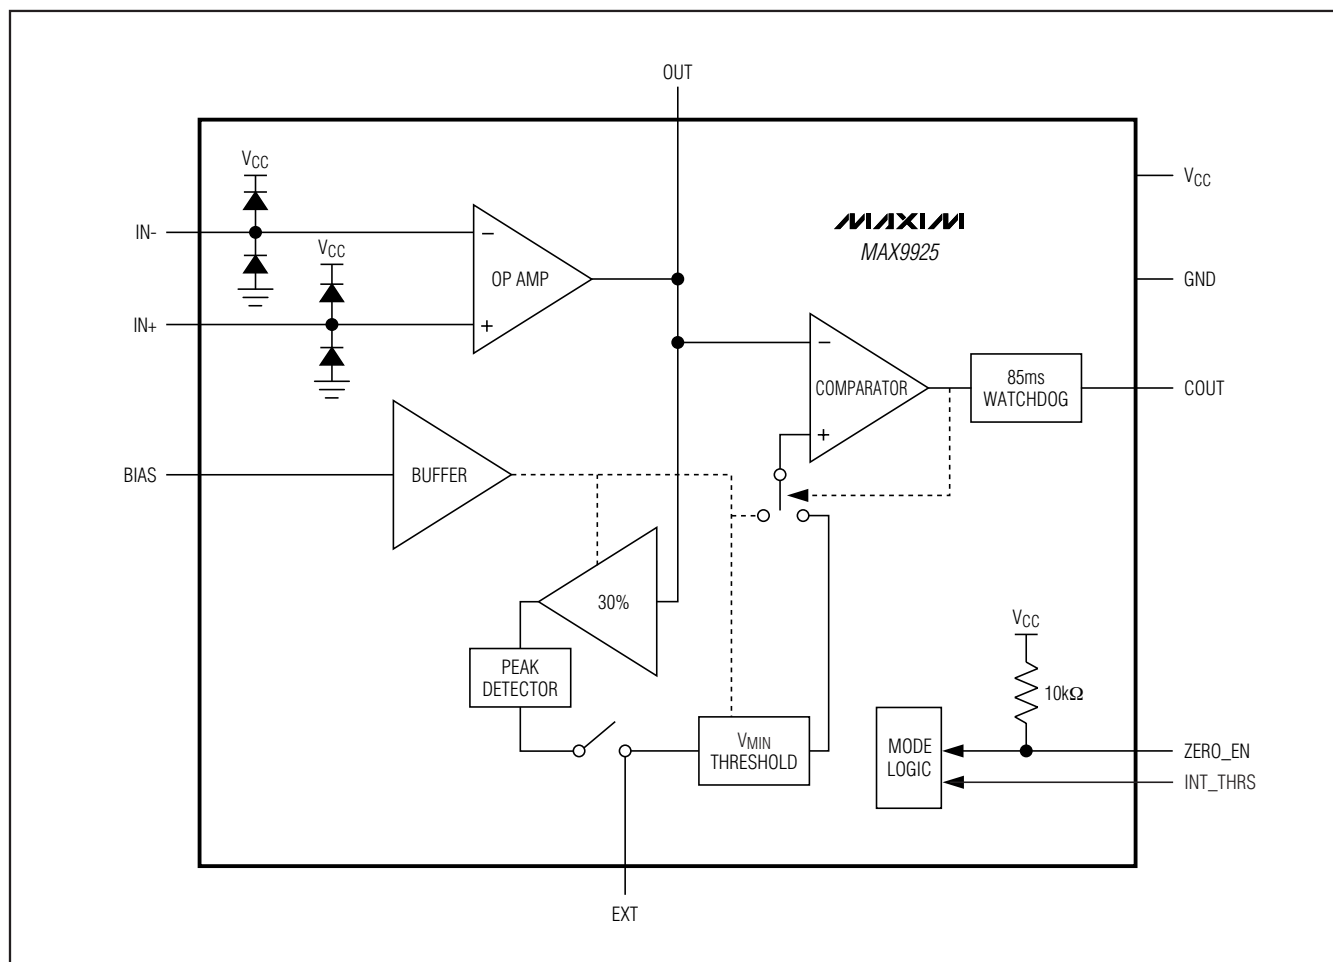 OUT
VCC
VCC
MAXIM
MAX9925
IN-
−
VCC
OP AMP
GND
IN+
+
−
COMPARATOR
85ms
WATCHDOG
COUT
+
BIAS
BUFFER
30%
VCC
PEAK
DETECTOR
10kΩ
VMIN
THRESHOLD
MODE
LOGIC
ZERO_EN
INT_THRS
EXT